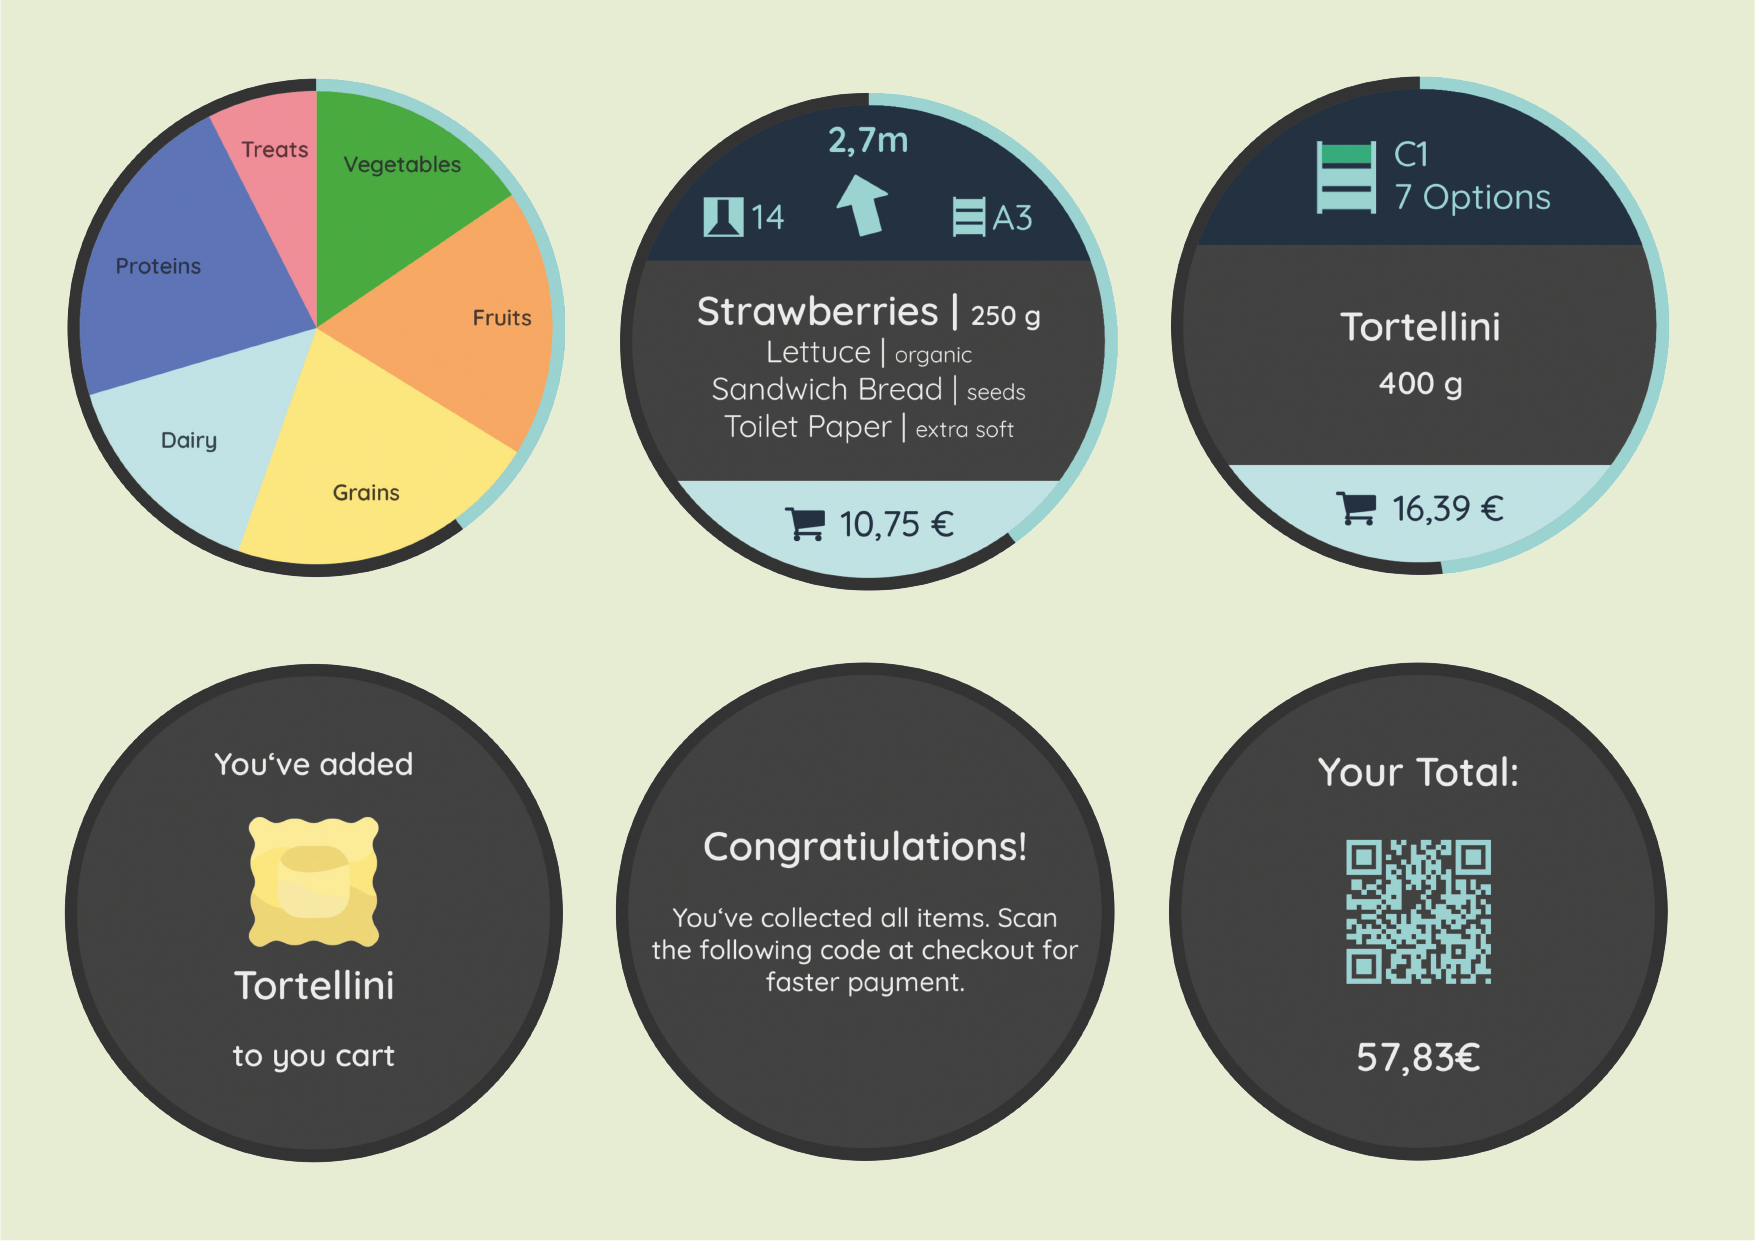 Treats
Vegetables
Proteins
Fruits
Dairy
Grains
2,7m
14
A3
Strawberries | 250 g
Lettuce | organic
Sandwich Bread | seeds
Toilet Paper | extra soft
10,75 €
C1
7 Options
Tortellini
400 g
16,39 €
You‘ve added
Tortellini
to you cart
Congratiulations!
You‘ve collected all items. Scan
the following code at checkout for
faster payment.
Your Total:
57,83€